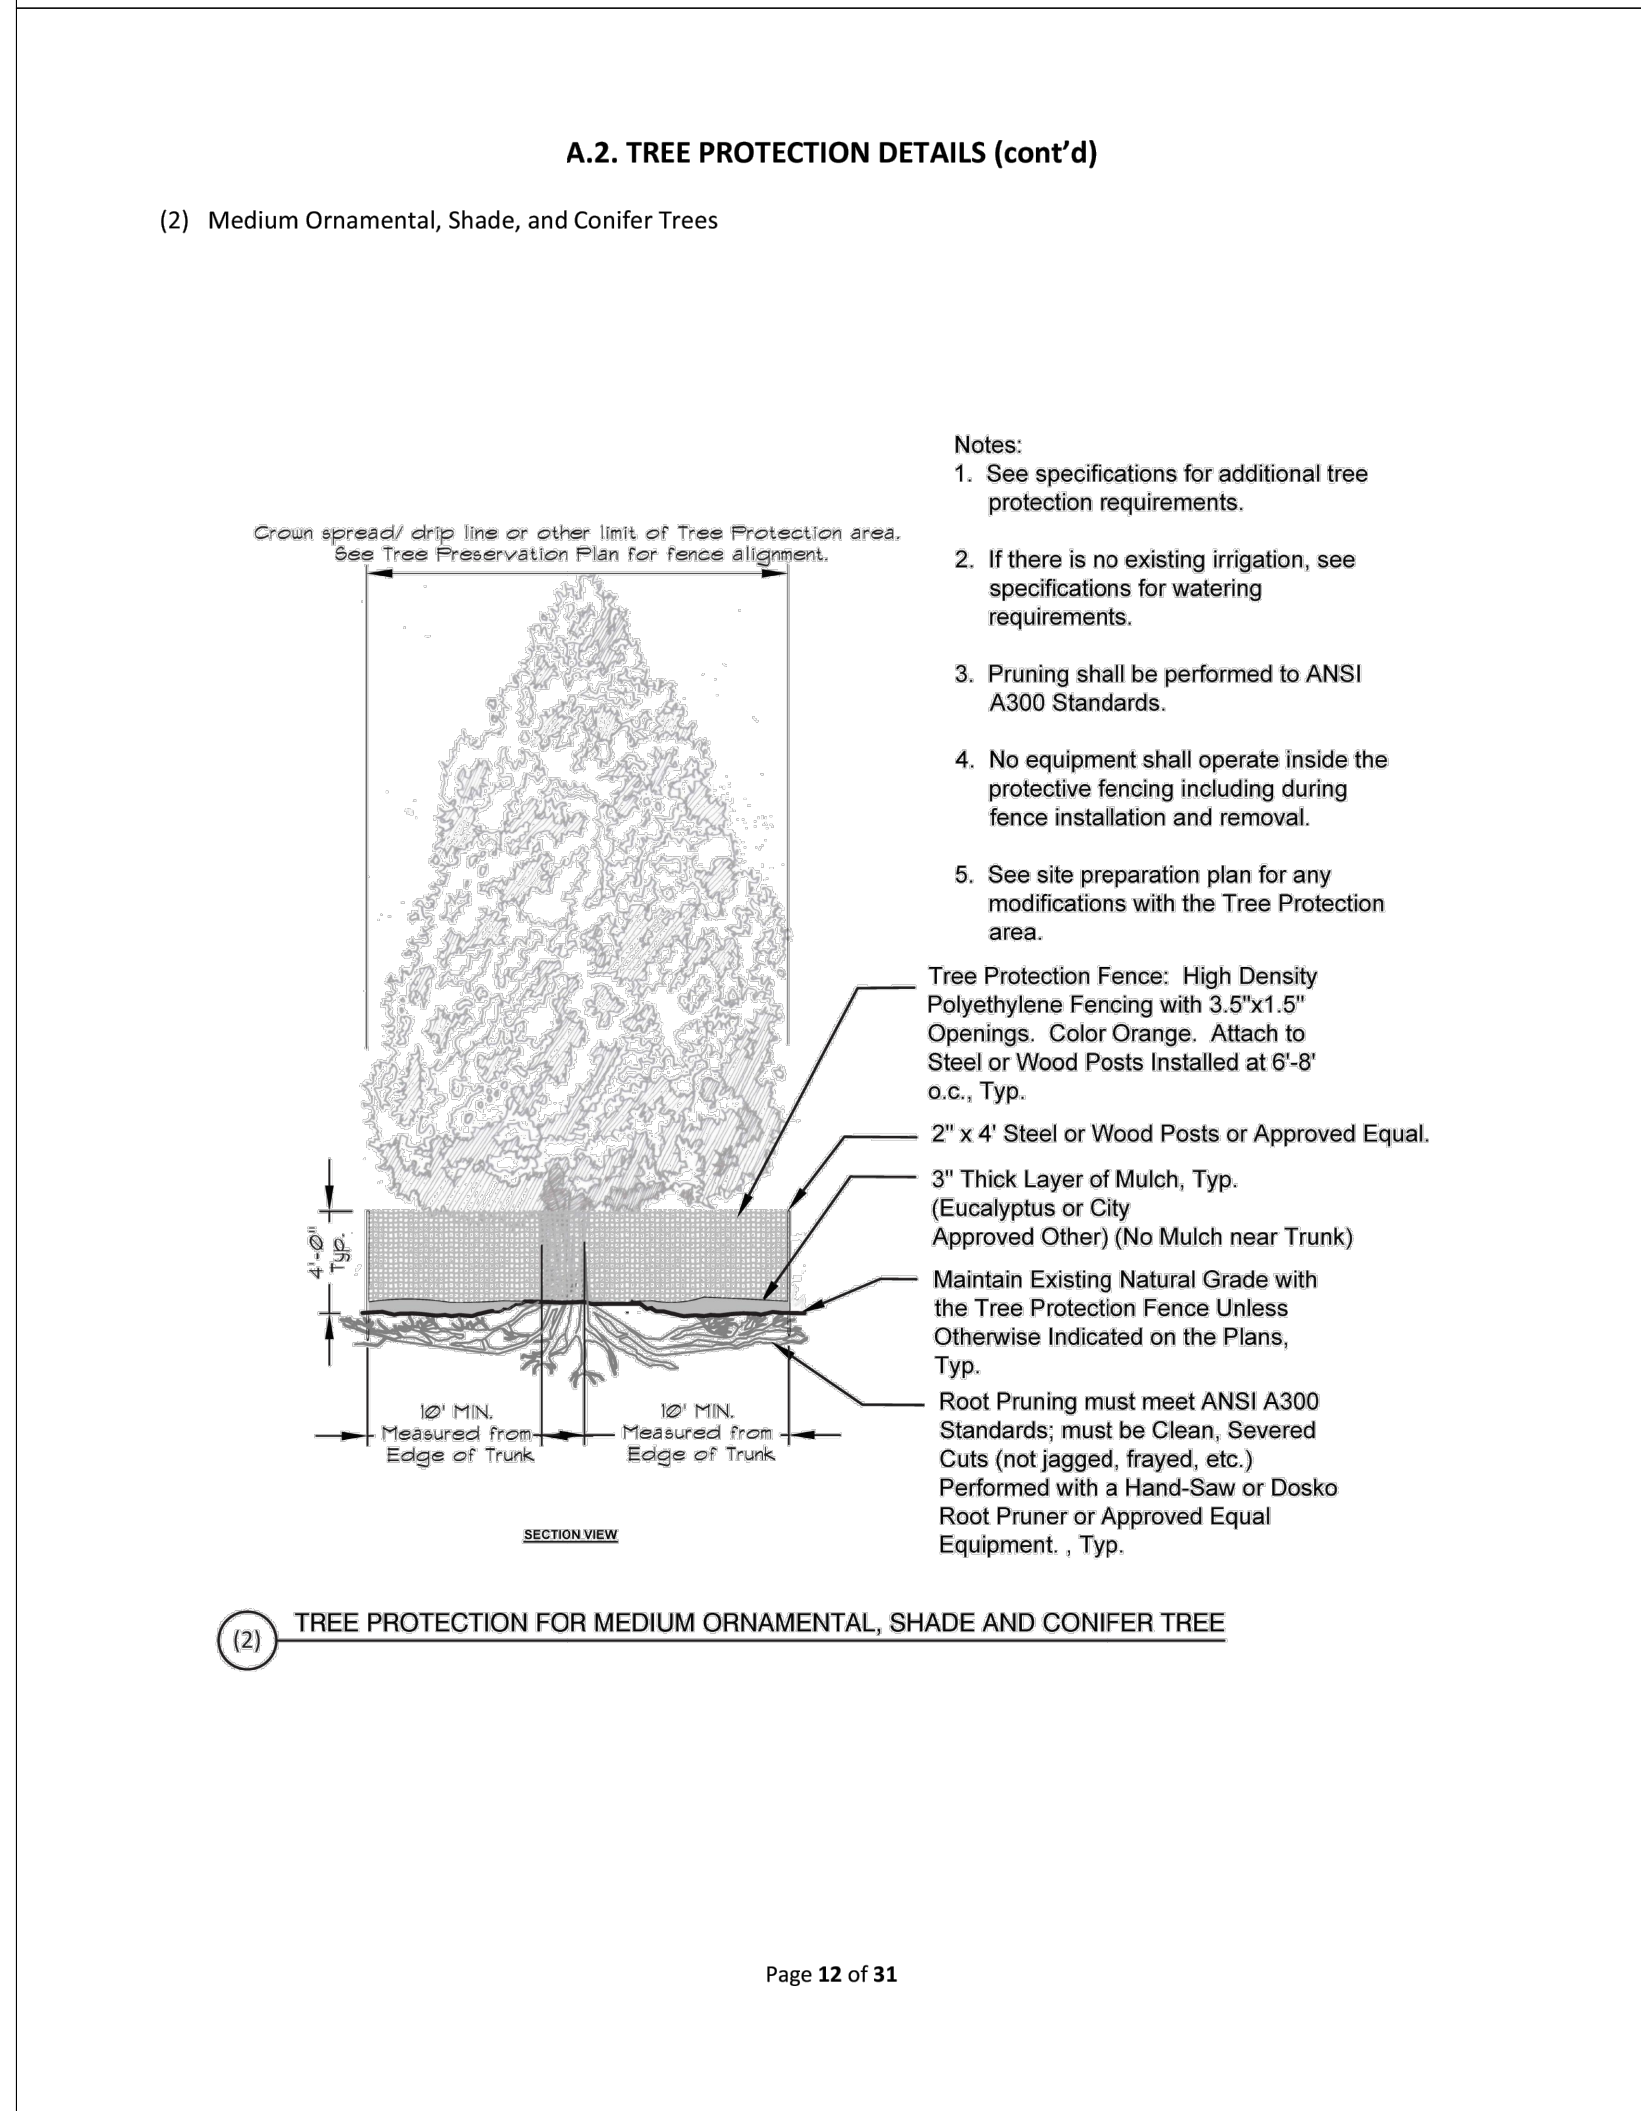 A.2. TREE PROTECTION DETAILS (cont’d)
(2) Medium Ornamental, Shade, and Conifer Trees
Notes:
1. See specifications for additional tree
protection requirements.
2. If there is no existing irrigation, see
specifications for watering
requirements.
3. Pruning shall be performed to ANSI
A300 Standards.
4. No equipment shall operate inside the
protective fencing including during
fence installation and removal.
5. See site preparation plan for any
modifications with the Tree Protection
area.
Crown spread/ drip line or other limit of Tree Protection area.
See Tree Preservation Plan for fence alignment.
Tree Protection Fence: High Density
Polyethylene Fencing with 3.5"x1.5"
Openings. Color Orange. Attach to
Steel or Wood Posts Installed at 6'-8'
o.c., Typ.
2" x 4' Steel or Wood Posts or Approved Equal.
3" Thick Layer of Mulch, Typ.
(Eucalyptus or City
Approved Other) (No Mulch near Trunk)
Maintain Existing Natural Grade with
the Tree Protection Fence Unless
Otherwise Indicated on the Plans,
Typ.
Root Pruning must meet ANSI A300
Standards; must be Clean, Severed
Cuts (not jagged, frayed, etc.)
Performed with a Hand-Saw or Dosko
Root Pruner or Approved Equal
Equipment. , Typ.
4'-0"
Typ.
10' MIN.
Measured from
Edge of Trunk
10' MIN.
Measured from
Edge of Trunk
SECTION VIEW
(2) TREE PROTECTION FOR MEDIUM ORNAMENTAL, SHADE AND CONIFER TREE
Page 12 of 31